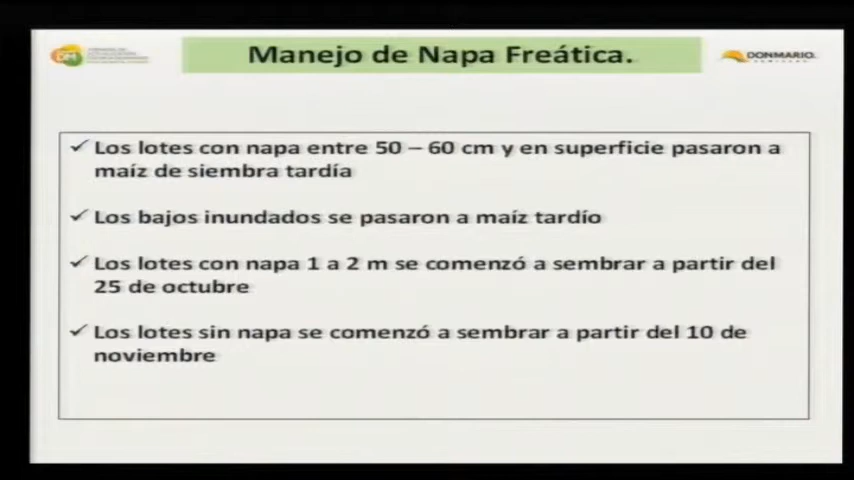 DM
Manejo de Napa Freática.
DONMARIO.
SEMILLAS
Los lotes con napa entre 50 – 60 cm y en superficie pasaron a
maíz de siembra tardía
Los bajos inundados se pasaron a maíz tardío
Los lotes con napa 1 a 2 m se comenzó a sembrar a partir del
25 de octubre
Los lotes sin napa se comenzó a sembrar a partir del 10 de
noviembre